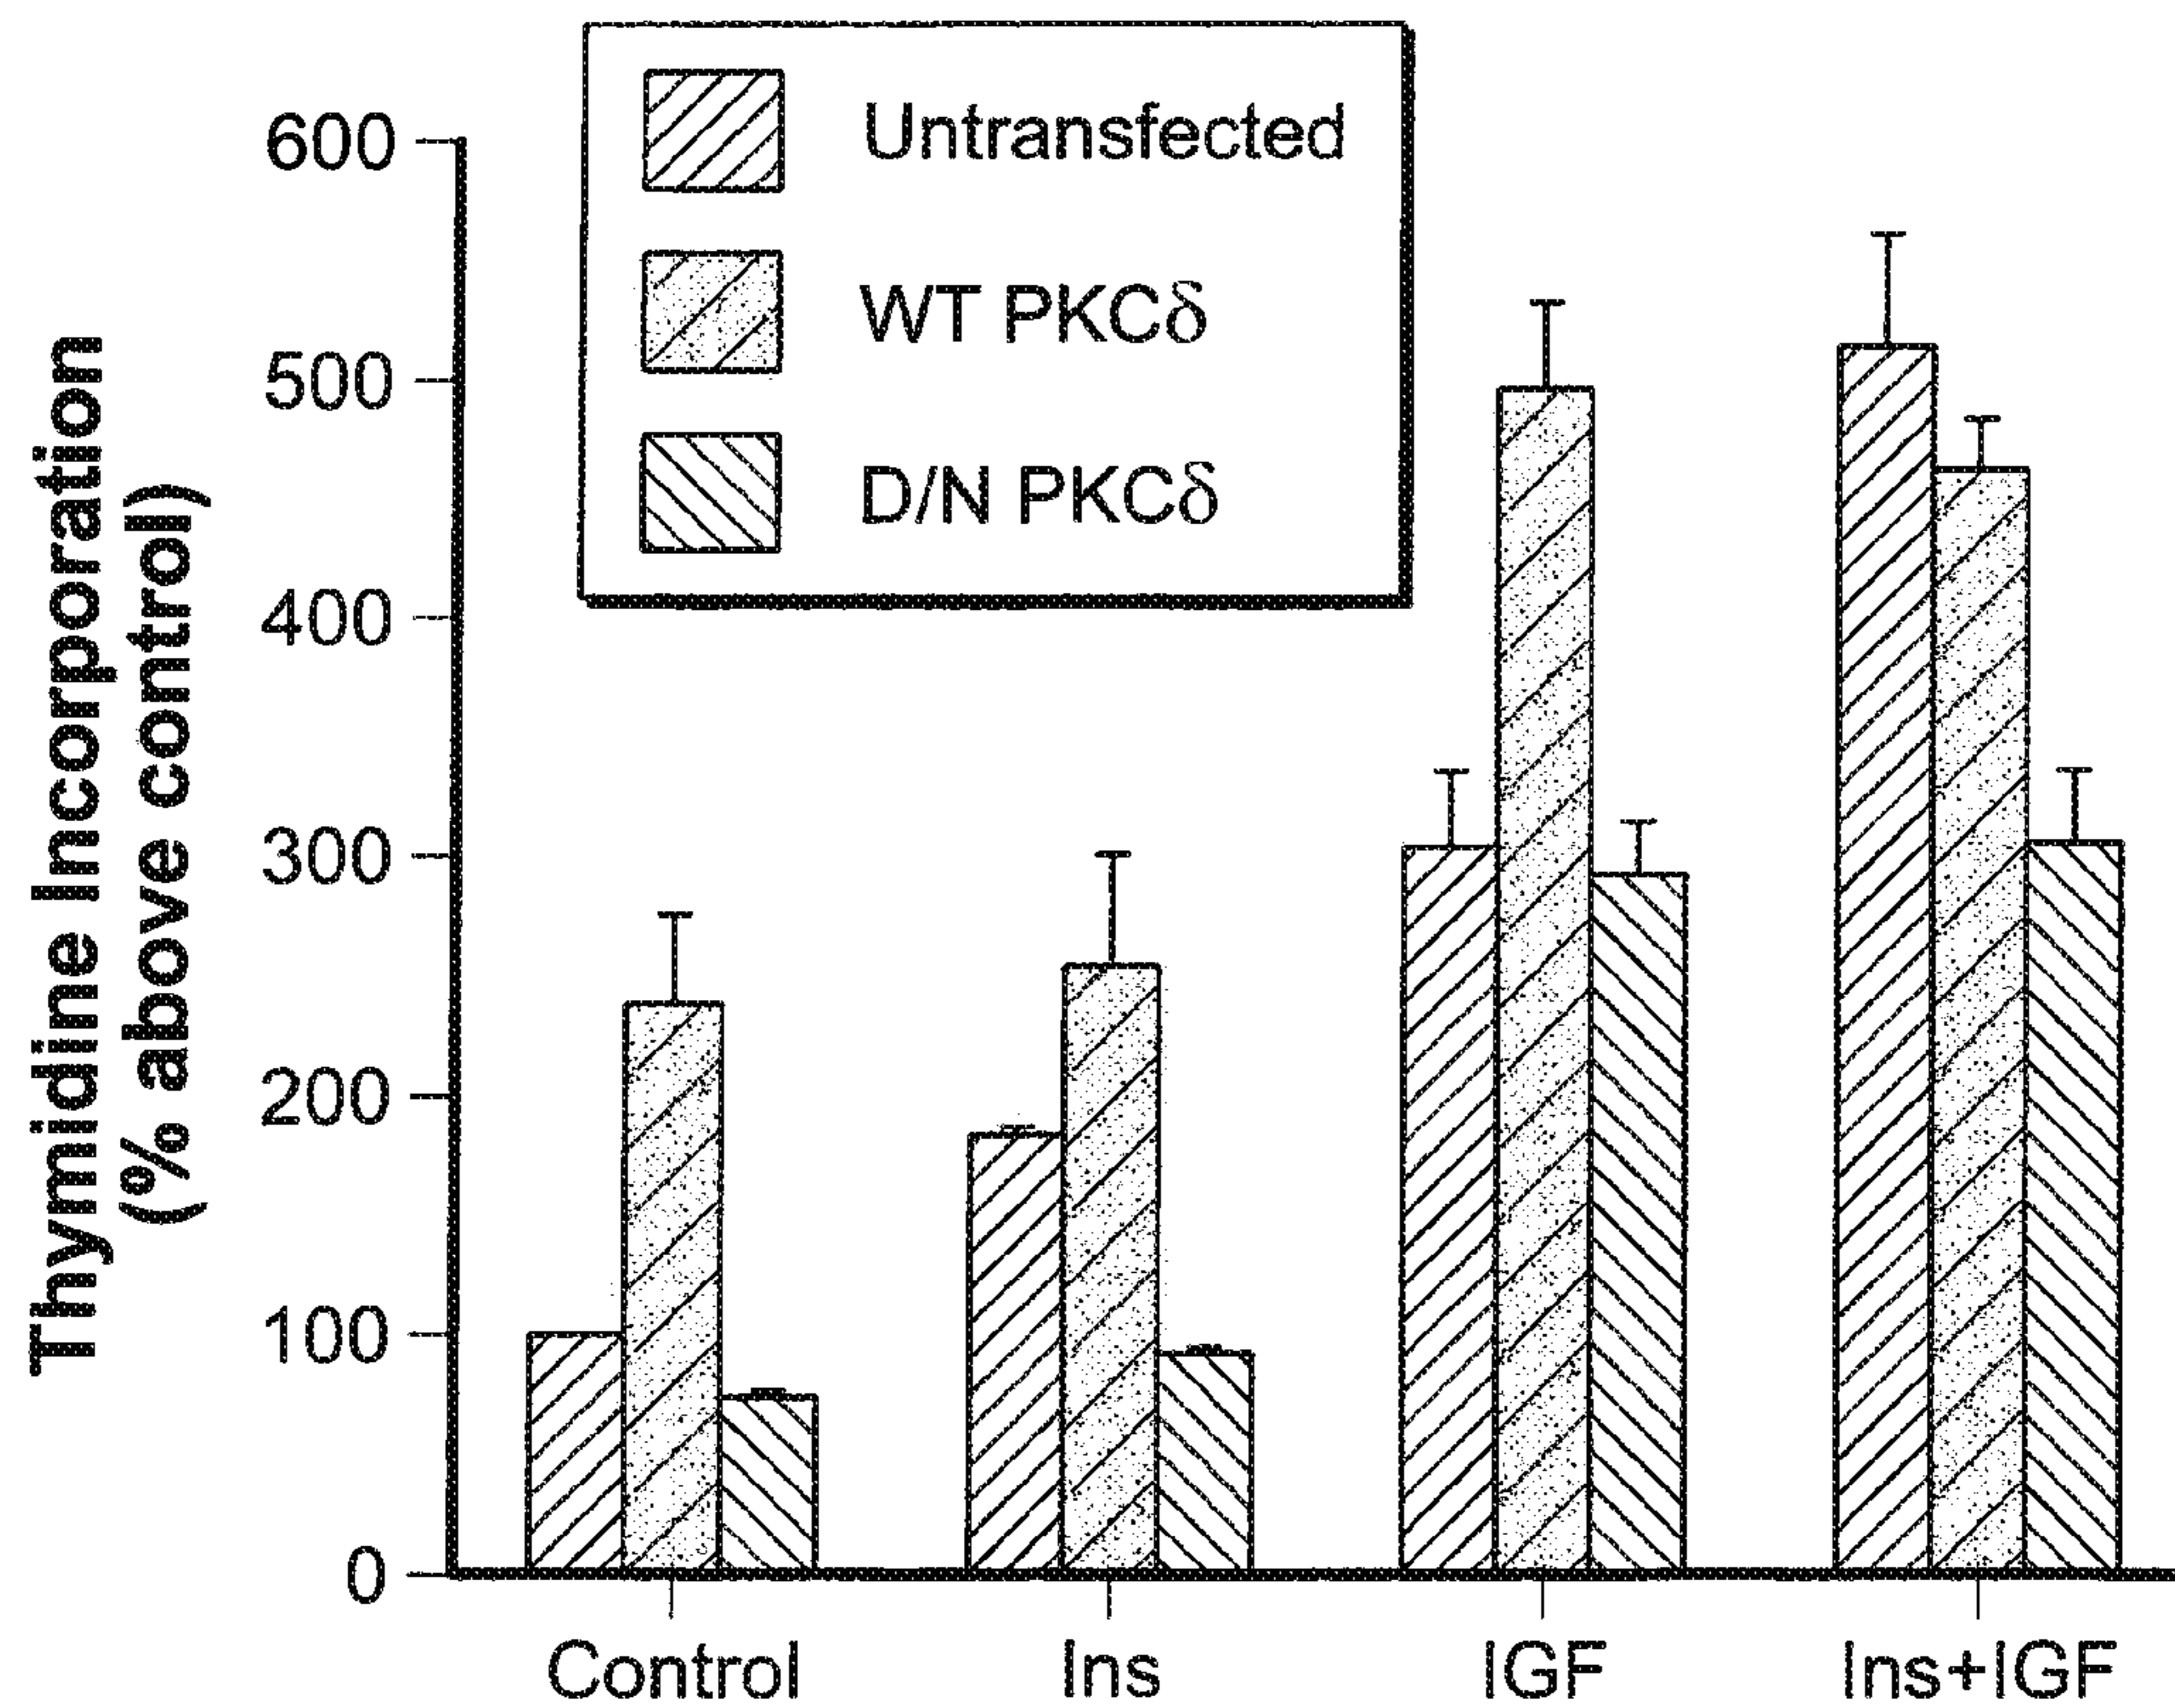 Untransfected
WT PKCδ
D/N PKCδ
Thymidine Incorporation
(% above control)
600
500
400
300
200
100
0
Control
Ins
IGF
Ins+IGF